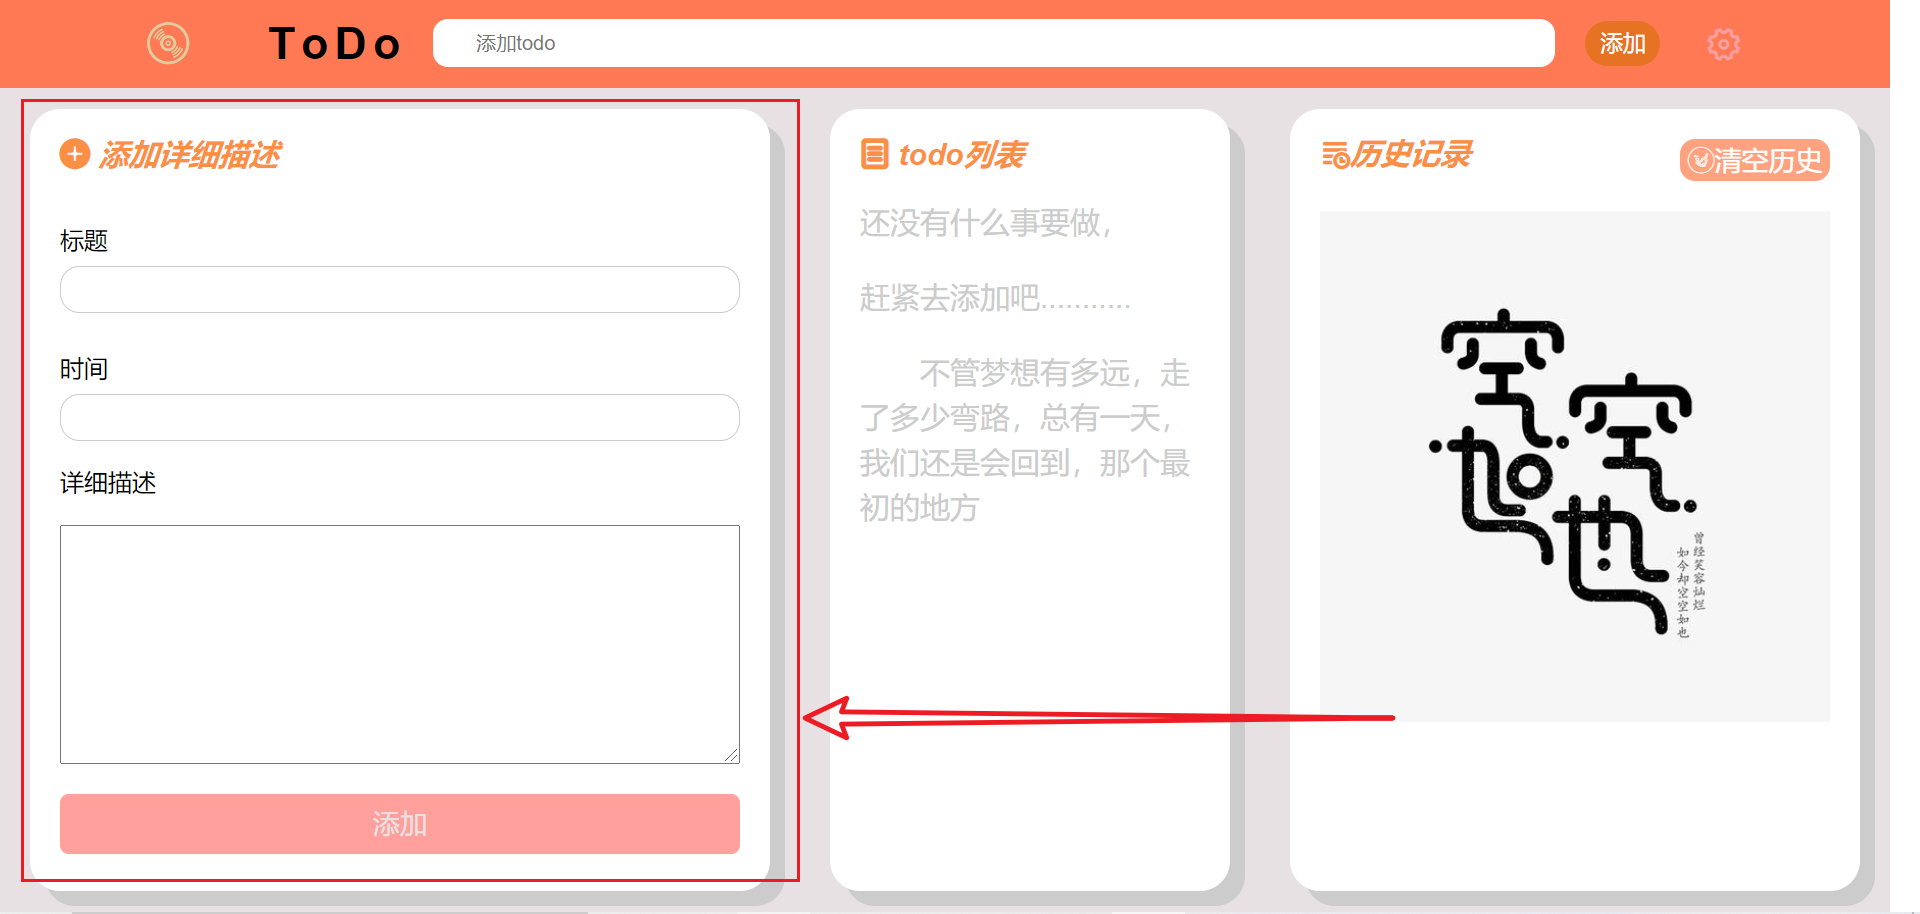 ToDo
添加todo
添加
添加详细描述
标题
时间
详细描述
添加
todo列表
还没有什么事要做，
赶紧去添加吧...........
不管梦想有多远，走
了多少弯路，总有一天，
我们还是会回到，那个最
初的地方
历史记录
清空历史
空空
如也
曾经笑容灿烂
如今却空空如也